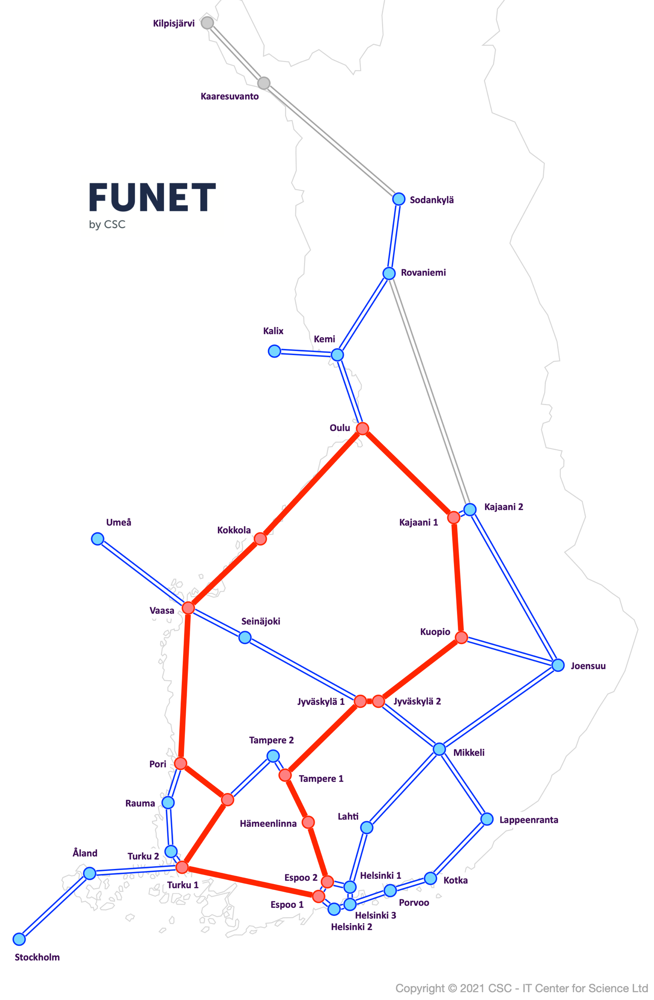 Kilpisjärvi
Kaaresuvanto
FUNET
by CSC
Sodankylä
Rovaniemi
Kalix
Kemi
Oulu
Kajaani 2
Kajaani 1
Umeå
Kokkola
Vaasa
Seinäjoki
Kuopio
Joensuu
Jyväskylä 1
Jyväskylä 2
Tampere 2
Mikkeli
Pori
Tampere 1
Rauma
Lahti
Hämeenlinna
Lappeenranta
Åland
Turku 2
Helsinki 1
Espoo 2
Kotka
Turku 1
Porvoo
Espoo 1
Helsinki 3
Helsinki 2
Stockholm
Copyright © 2021 CSC - IT Center for Science Ltd